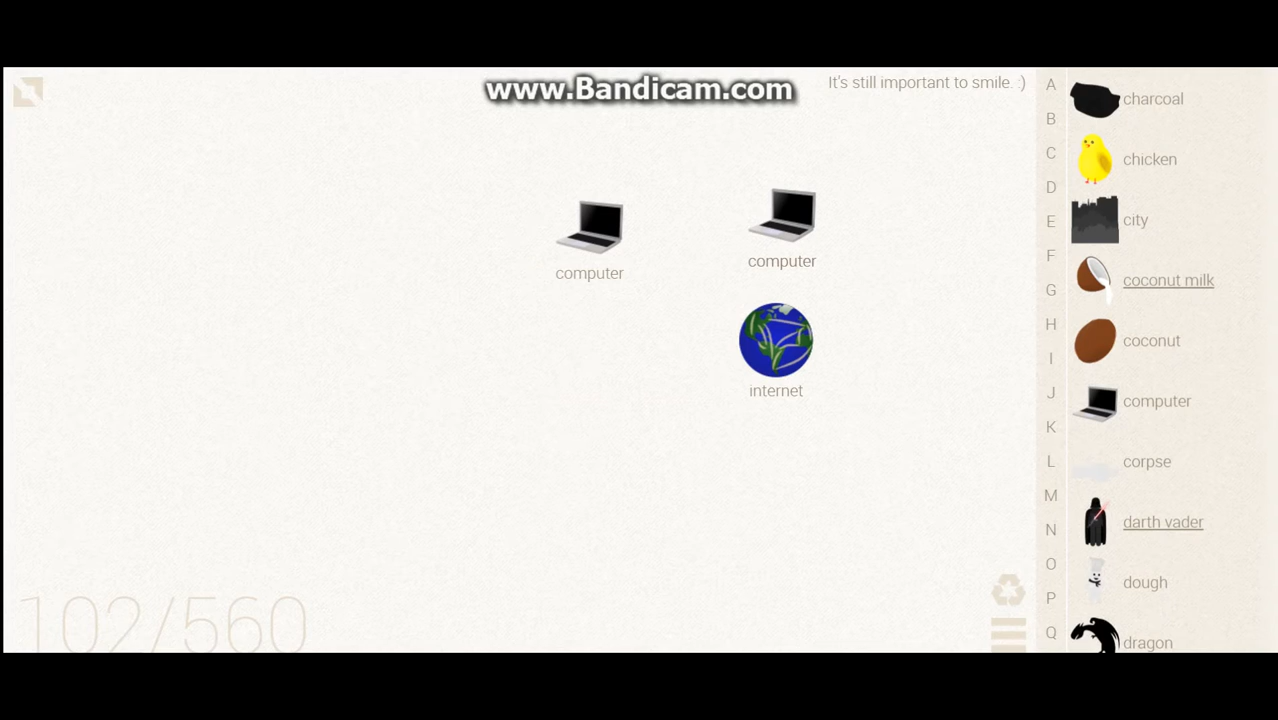 www.Bandicam.com
It's still important to smile. :)
computer
computer
internet
102/560
A
B
C
D
E
F
G
H
I
J
K
L
M
N
O
P
Q
charcoal
chicken
city
coconut milk
coconut
computer
corpse
darth vader
dough
dragon